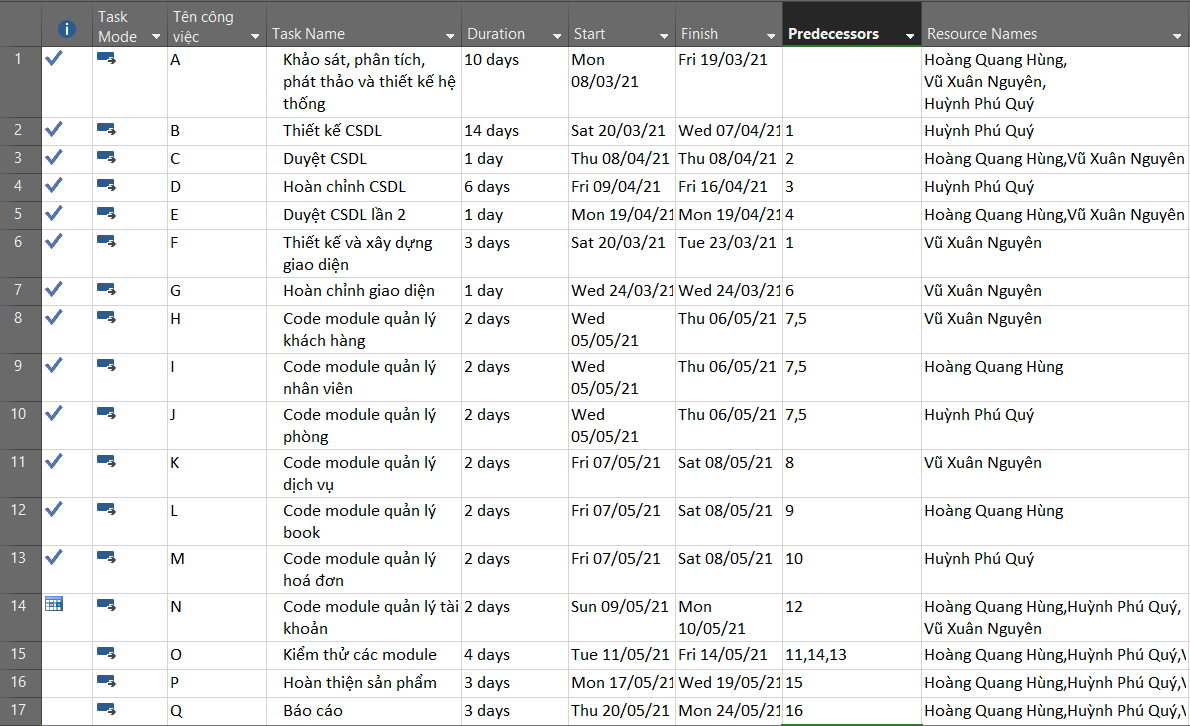 Task Mode Tên công việc Task Name Duration Start Finish Predecessors Resource Names
1 A Khảo sát, phân tích, 10 days Mon Fri 19/03/21 Hoàng Quang Hùng,
phát thảo và thiết kế hệ 08/03/21 Vũ Xuân Nguyên,
thống Huỳnh Phú Quý
2 B Thiết kế CSDL 14 days Sat 20/03/21 Wed 07/04/21 1 Huỳnh Phú Quý
3 C Duyệt CSDL 1 day Thu 08/04/21 Thu 08/04/21 2 Hoàng Quang Hùng,Vũ Xuân Nguyên
4 D Hoàn chỉnh CSDL 6 days Fri 09/04/21 Fri 16/04/21 3 Huỳnh Phú Quý
5 E Duyệt CSDL lần 2 1 day Mon 19/04/21 Mon 19/04/21 4 Hoàng Quang Hùng,Vũ Xuân Nguyên
6 F Thiết kế và xây dựng 3 days Sat 20/03/21 Tue 23/03/21 1 Vũ Xuân Nguyên
giao diện
7 G Hoàn chỉnh giao diện 1 day Wed 24/03/21 Wed 24/03/21 6 Vũ Xuân Nguyên
8 H Code module quản lý 2 days Wed Thu 06/05/21 7,5 Vũ Xuân Nguyên
khách hàng 05/05/21
9 I Code module quản lý 2 days Wed Thu 06/05/21 7,5 Hoàng Quang Hùng
nhân viên 05/05/21
10 J Code module quản lý 2 days Wed Thu 06/05/21 7,5 Huỳnh Phú Quý
phòng 05/05/21
11 K Code module quản lý 2 days Fri 07/05/21 Sat 08/05/21 8 Vũ Xuân Nguyên
dịch vụ
12 L Code module quản lý 2 days Fri 07/05/21 Sat 08/05/21 9 Hoàng Quang Hùng
book
13 M Code module quản lý 2 days Fri 07/05/21 Sat 08/05/21 10 Huỳnh Phú Quý
hoá đơn
14 N Code module quản lý tài 2 days Sun 09/05/21 Mon 12 Hoàng Quang Hùng,Huỳnh Phú Quý,
khoản 10/05/21 Vũ Xuân Nguyên
15 O Kiểm thử các module 4 days Tue 11/05/21 Fri 14/05/21 11,14,13 Hoàng Quang Hùng,Huỳnh Phú Quý,
16 P Hoàn thiện sản phẩm 3 days Mon 17/05/21 Wed 19/05/21 15 Hoàng Quang Hùng,Huỳnh Phú Quý,
17 Q Báo cáo 3 days Thu 20/05/21 Mon 24/05/21 16 Hoàng Quang Hùng,Huỳnh Phú Quý,